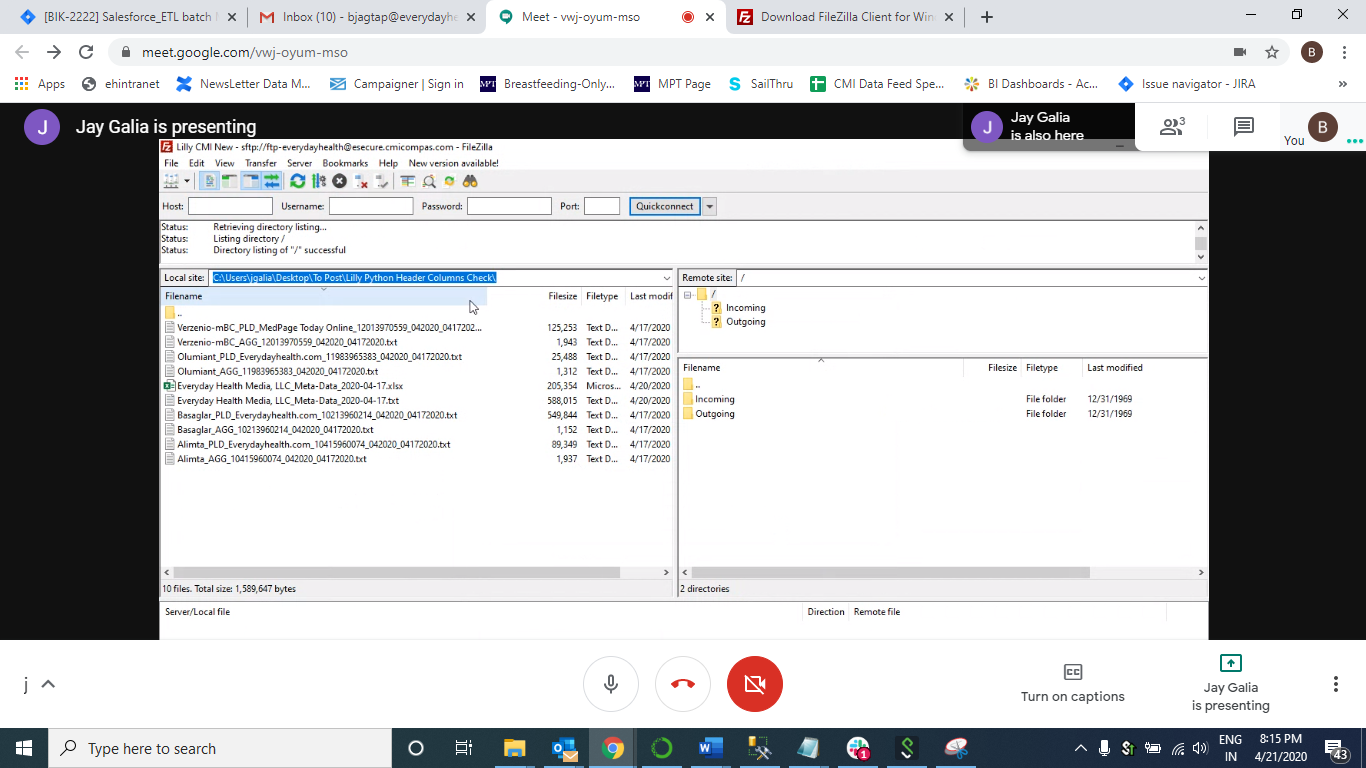 [BIK-2222] Salesforce_ETL batch
Inbox (10) - bjagtap@everydayhe
Meet - vwj-oyum-mso
Download FileZilla Client for Win
meet.google.com/vwj-oyum-mso
B
Apps
ehintranet
NewsLetter Data M...
Campaigner | Sign in
MPT Breastfeeding-Only...
MPT MPT Page
S SailThru
CMI Data Feed Spe...
BI Dashboards - Ac...
Issue navigator - JIRA
»
J Jay Galia is presenting
J Jay Galia
is also here
3
You B
Lilly CMI New - sftp://ftp-everydayhealth@esecure.cmicompas.com - FileZilla
File Edit View Transfer Server Bookmarks Help New version available!
Host: Username: Password: Port: Quickconnect
Status: Retrieving directory listing...
Status: Listing directory /
Status: Directory listing of "/" successful
Local site: C:\Users\jgalia\Desktop\To Post\Lilly Python Header Columns Check\
Filename Filesize Filetype Last modif
..
Verzenio-mBC_PLD_MedPage Today Online_12013970559_042020_0417202... 125,253 Text D... 4/17/2020
Verzenio-mBC_AGG_12013970559_042020_04172020.txt 1,943 Text D... 4/17/2020
Olumiant_PLD_Everydayhealth.com_11983965383_042020_04172020.txt 25,488 Text D... 4/17/2020
Olumiant_AGG_11983965383_042020_04172020.txt 1,312 Text D... 4/17/2020
Everyday Health Media, LLC_Meta-Data_2020-04-17.xlsx 205,354 Micros... 4/20/2020
Everyday Health Media, LLC_Meta-Data_2020-04-17.txt 588,015 Text D... 4/20/2020
Basaglar_PLD_Everydayhealth.com_10213960214_042020_04172020.txt 549,844 Text D... 4/17/2020
Basaglar_AGG_10213960214_042020_04172020.txt 1,152 Text D... 4/17/2020
Alimta_PLD_Everydayhealth.com_10415960074_042020_04172020.txt 89,349 Text D... 4/17/2020
Alimta_AGG_10415960074_042020_04172020.txt 1,937 Text D... 4/17/2020
10 files. Total size: 1,589,647 bytes
Remote site: /
/
? Incoming
? Outgoing
Filename Filesize Filetype Last modified
..
Incoming File folder 12/31/1969
Outgoing File folder 12/31/1969
2 directories
Server/Local file Direction Remote file
j
CC
Turn on captions
Jay Galia
is presenting
Type here to search
1
ENG
IN
8:15 PM
4/21/2020
43